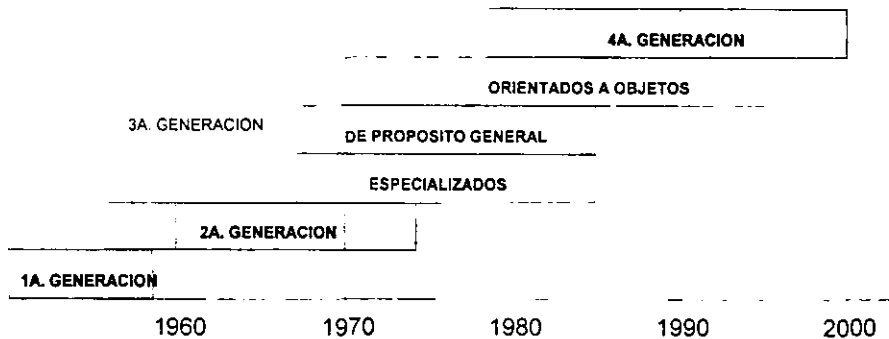 4A. GENERACION
ORIENTADOS A OBJETOS
3A. GENERACION
DE PROPOSITO GENERAL
ESPECIALIZADOS
2A. GENERACION
1A. GENERACION
1960 1970 1980 1990 2000